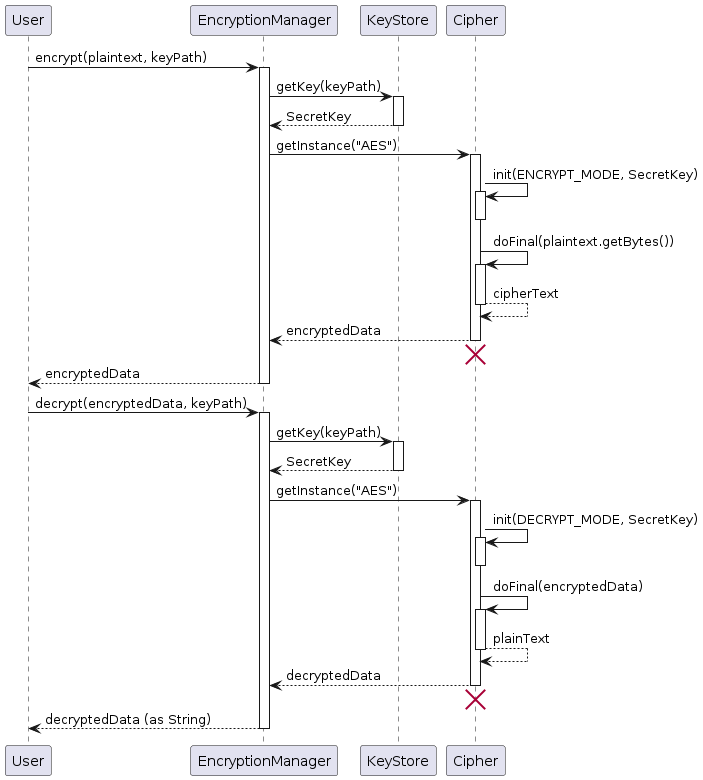 User
EncryptionManager
KeyStore
Cipher
encrypt(plaintext, keyPath)
getKey(keyPath)
SecretKey
getInstance("AES")
init(ENCRYPT_MODE, SecretKey)
doFinal(plaintext.getBytes())
cipherText
encryptedData
encryptedData
decrypt(encryptedData, keyPath)
getKey(keyPath)
SecretKey
getInstance("AES")
init(DECRYPT_MODE, SecretKey)
doFinal(encryptedData)
plainText
decryptedData
decryptedData (as String)
User
EncryptionManager
KeyStore
Cipher